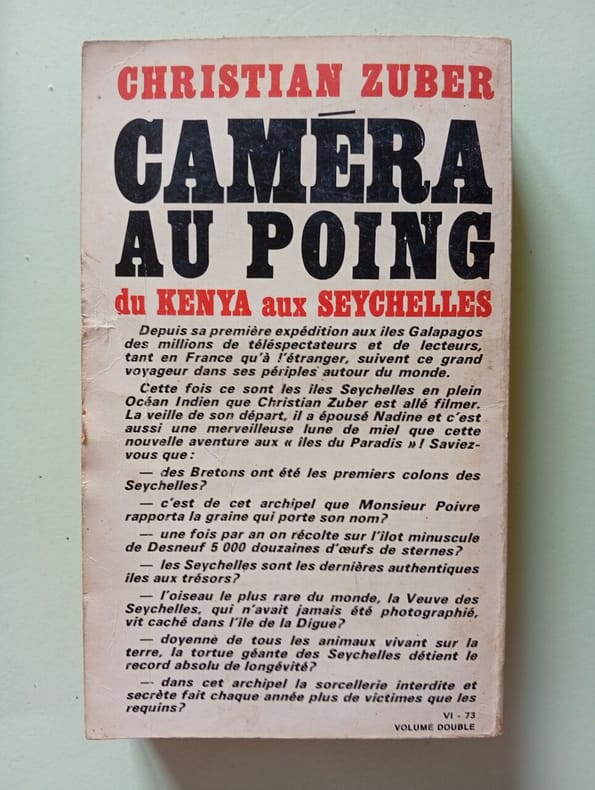 CHRISTIAN ZUBER
CAMÉRA
AU POING
du KENYA aux SEYCHELLES
Depuis sa première expédition aux îles Galapagos
des millions de téléspectateurs et de lecteurs,
tant en France qu'à l'étranger, suivent ce grand
voyageur dans ses périples autour du monde.
Cette fois ce sont les îles Seychelles en plein
Océan Indien que Christian Zuber est allé filmer.
La veille de son départ, il a épousé Nadine et c'est
aussi une merveilleuse lune de miel que cette
nouvelle aventure aux « îles du Paradis » ! Saviez-
vous que :
— des Bretons ont été les premiers colons des
Seychelles ?
— c'est de cet archipel que Monsieur Poivre
rapporta la graine qui porte son nom ?
— une fois par an on récolte sur l'îlot minuscule
de Desneuf 5 000 douzaines d'œufs de sternes ?
— les Seychelles sont les dernières authentiques
îles aux trésors ?
— l'oiseau le plus rare du monde, la Veuve des
Seychelles, qui n'avait jamais été photographié,
vit caché dans l'île de la Digue ?
— doyenne de tous les animaux vivant sur la
terre, la tortue géante des Seychelles détient le
record absolu de longévité ?
— dans cet archipel la sorcellerie interdite et
secrète fait chaque année plus de victimes que les
requins ?
VI - 73
VOLUME DOUBLE